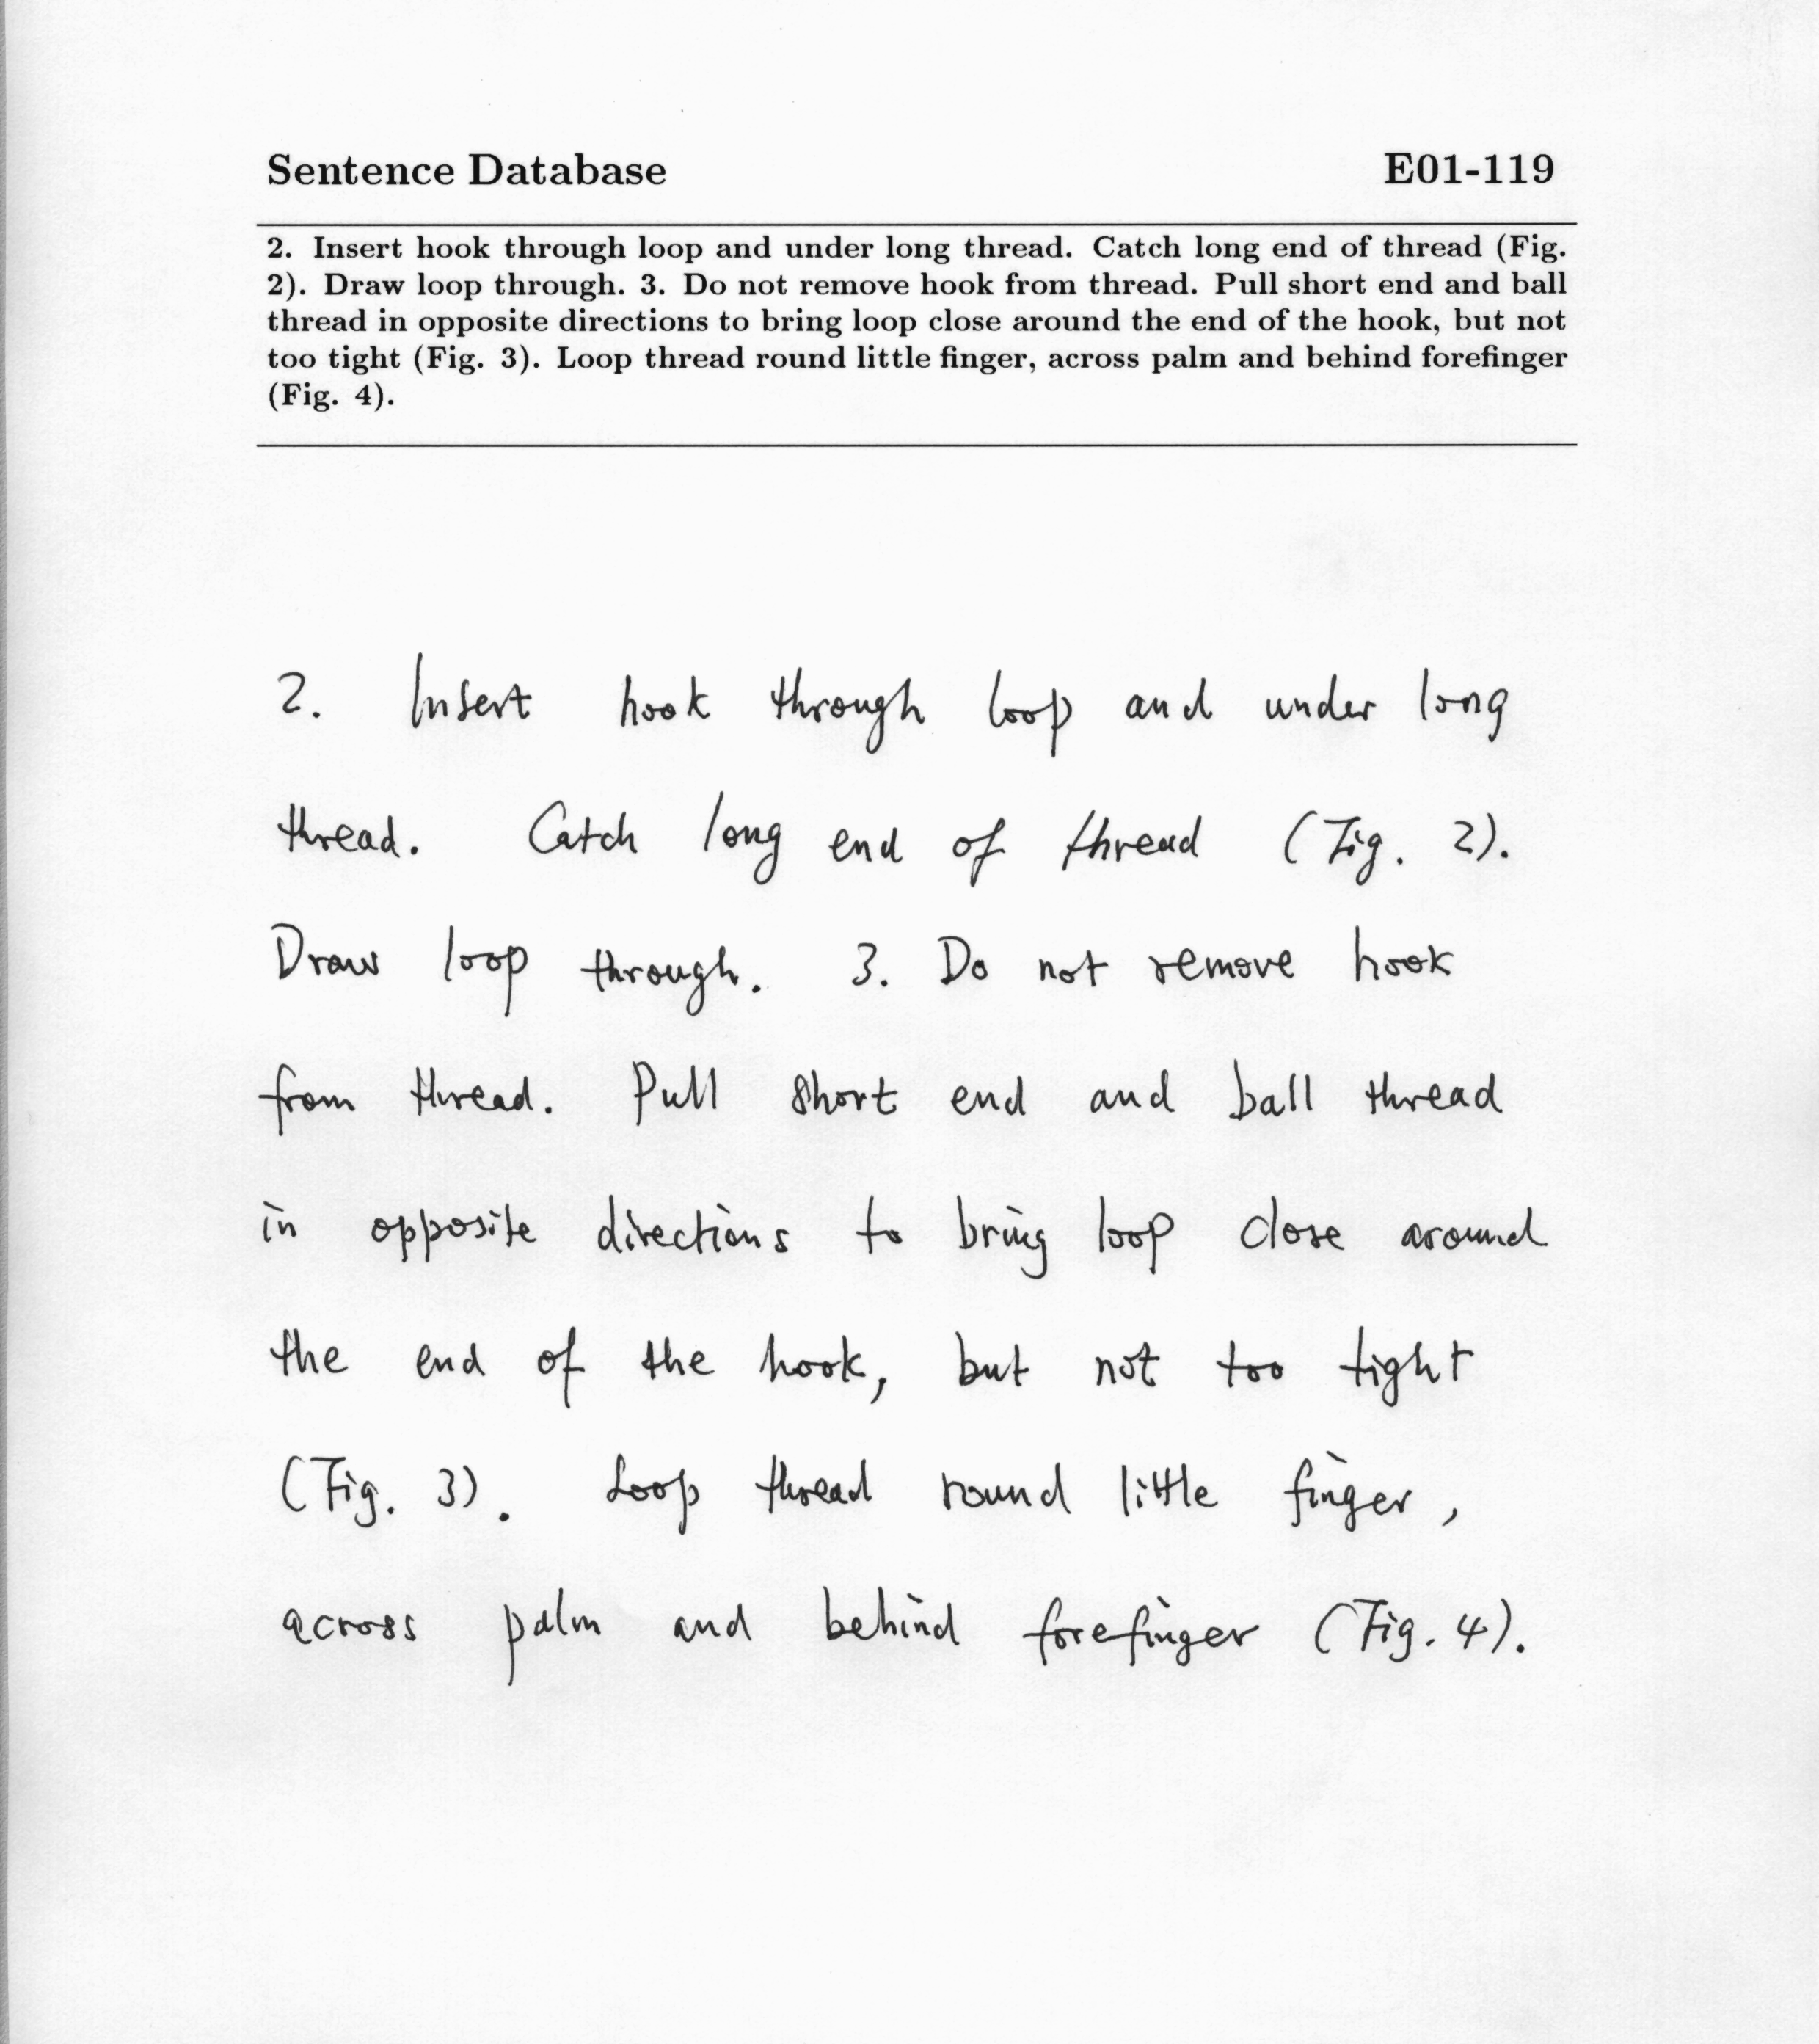 Sentence Database E01-119
2. Insert hook through loop and under long thread. Catch long end of thread (Fig.
2). Draw loop through. 3. Do not remove hook from thread. Pull short end and ball
thread in opposite directions to bring loop close around the end of the hook, but not
too tight (Fig. 3). Loop thread round little finger, across palm and behind forefinger
(Fig. 4).
2. Insert hook through loop and under long
thread. Catch long end of thread (Fig. 2).
Draw loop through. 3. Do not remove hook
from thread. Pull short end and ball thread
in opposite directions to bring loop close around
the end of the hook, but not too tight
(Fig. 3). Loop thread round little finger,
across palm and behind forefinger (Fig. 4).